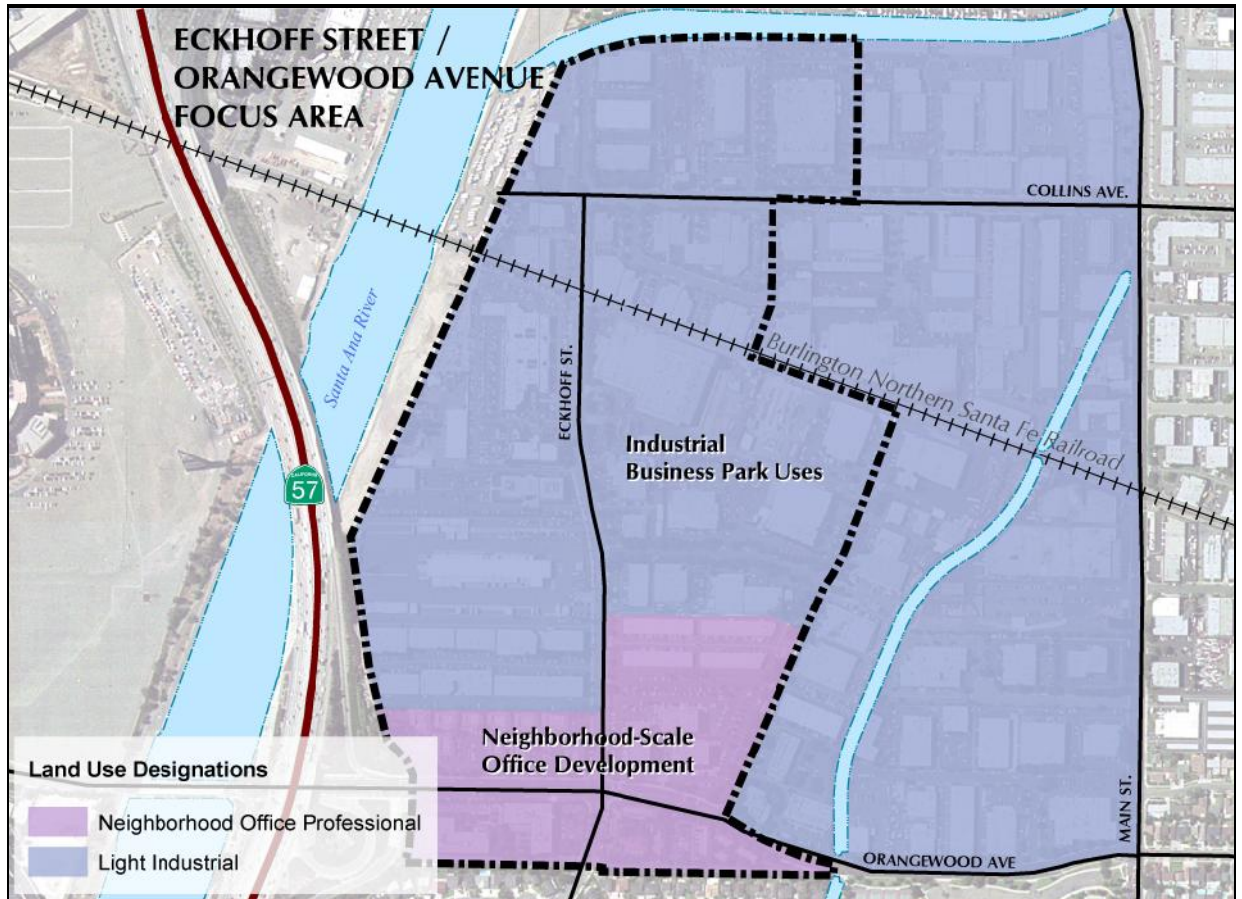 ECKHOFF STREET /
ORANGEWOOD AVENUE
FOCUS AREA
COLLINS AVE.
Santa Ana River
ECKHOFF ST.
Burlington Northern Santa Fe Railroad
Industrial
Business Park Uses
CALIFORNIA
57
Neighborhood-Scale
Office Development
MAIN ST.
ORANGEWOOD AVE
Land Use Designations
Neighborhood Office Professional
Light Industrial